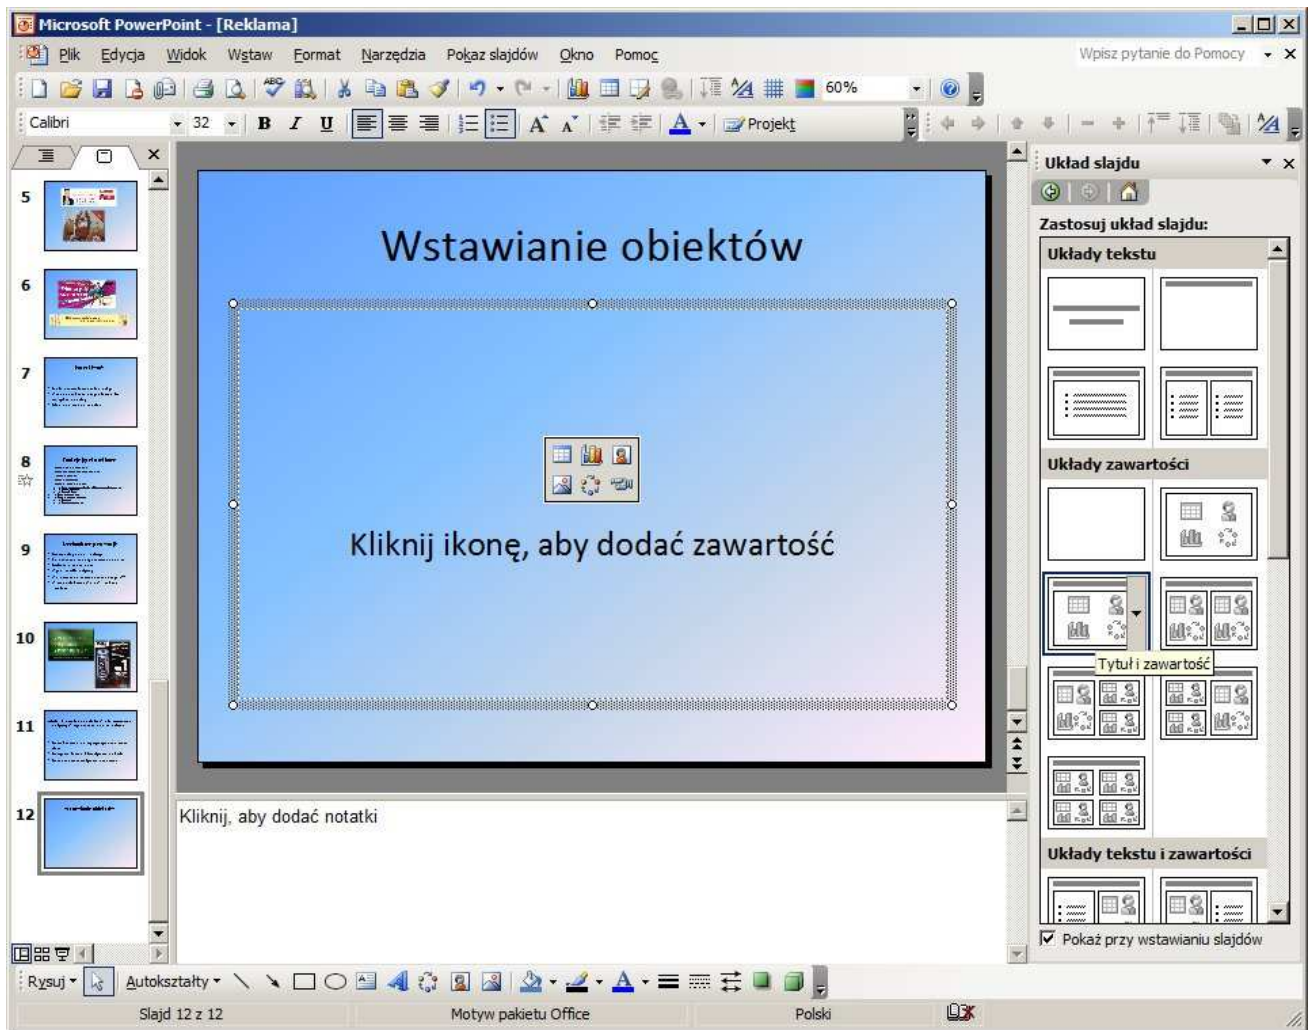 Microsoft PowerPoint - [Reklama]
Plik Edycja Widok Wstaw Format Narzędzia Pokaz slajdów Okno Pomoc Wpisz pytanie do Pomocy
ABC 60%
Calibri 32 B I U A A A Projekt
Układ slajdu
Zastosuj układ slajdu:
Układy tekstu
5
6
7
8
9
10
11
12
Wstawianie obiektów
Kliknij ikonę, aby dodać zawartość
Układy zawartości
Tytuł i zawartość
Układy tekstu i zawartości
Kliknij, aby dodać notatki
Pokaż przy wstawianiu slajdów
Rysuj Autokształty A A
Slajd 12 z 12 Motyw pakietu Office Polski